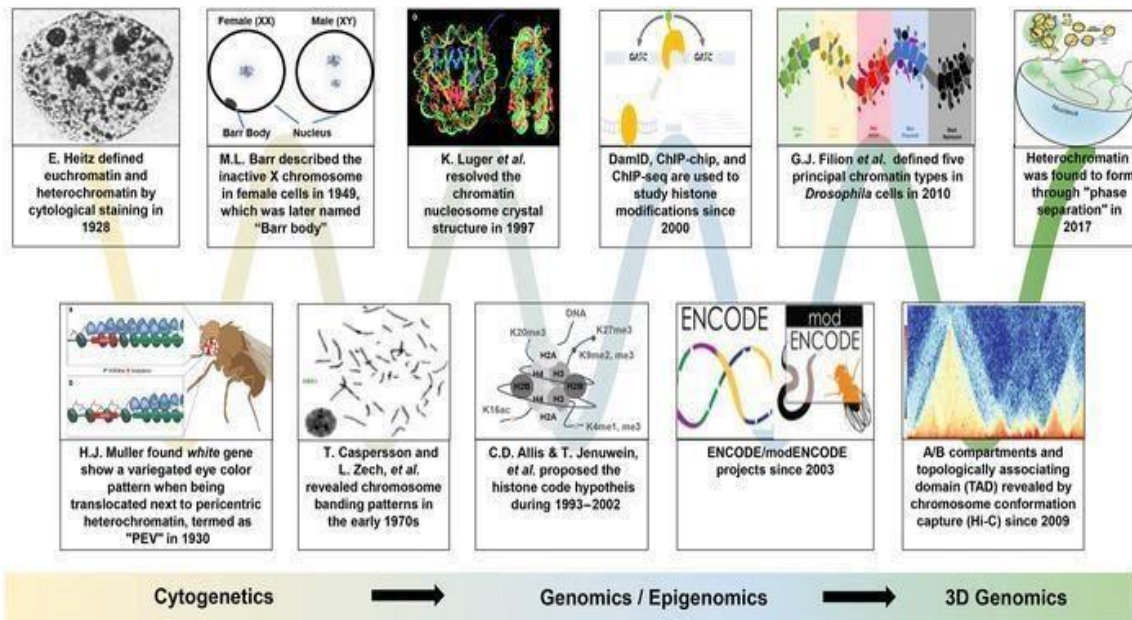 Female (XX)
Male (XY)
Barr Body
Nucleus
GATC
GATC
Nucleus
E. Heitz defined
euchromatin and
heterochromatin by
cytological staining in
1928
M.L. Barr described the
inactive X chromosome
in female cells in 1949,
which was later named
“Barr body”
K. Luger et al.
resolved the
chromatin
nucleosome crystal
structure in 1997
DamID, ChIP-chip, and
ChIP-seq are used to
study histone
modifications since
2000
G.J. Filion et al. defined five
principal chromatin types in
Drosophila cells in 2010
Heterochromatin
was found to form
through "phase
separation" in
2017
DNA
K20me3
K27me3
H2A
K9me2, me3
H4
H3
H2B
H2B
H4
H3
K16ac
H2A
K4me1, me3
ENCODE
mod
ENCODE
H.J. Muller found white gene
show a variegated eye color
pattern when being
translocated next to pericentric
heterochromatin, termed as
"PEV" in 1930
T. Caspersson and
L. Zech, et al.
revealed chromosome
banding patterns in
the early 1970s
C.D. Allis & T. Jenuwein,
et al. proposed the
histone code hypotheis
during 1993–2002
ENCODE/modENCODE
projects since 2003
A/B compartments and
topologically associating
domain (TAD) revealed by
chromosome conformation
capture (Hi-C) since 2009
Cytogenetics
Genomics / Epigenomics
3D Genomics